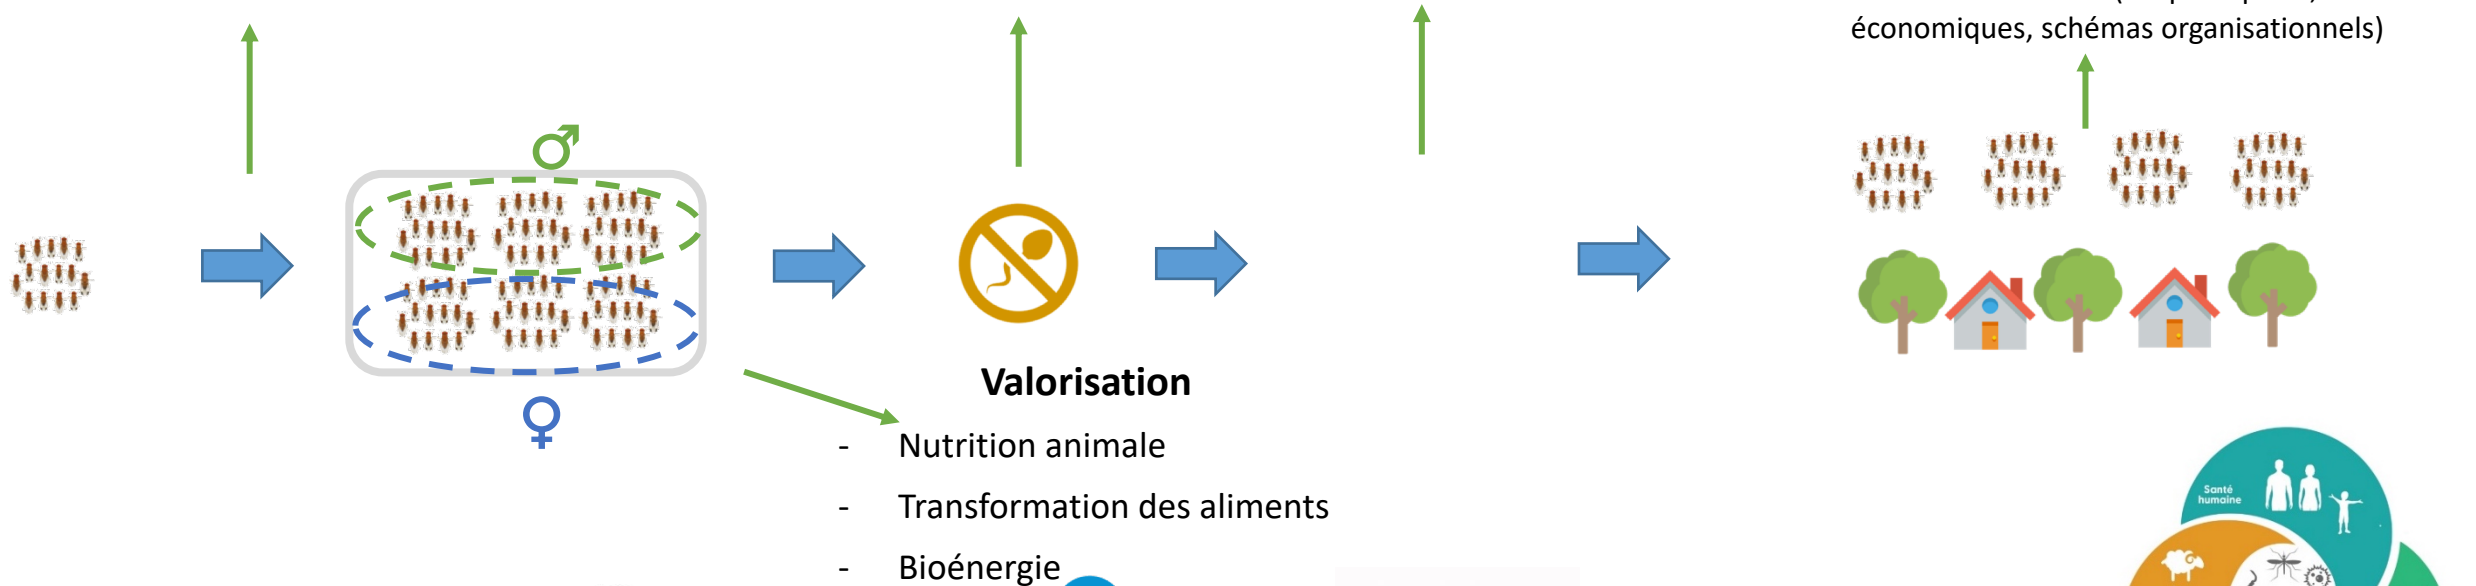 économiques, schémas organisationnels)
Valorisation
- Nutrition animale
- Transformation des aliments
- Bioénergie
Santé
humaine